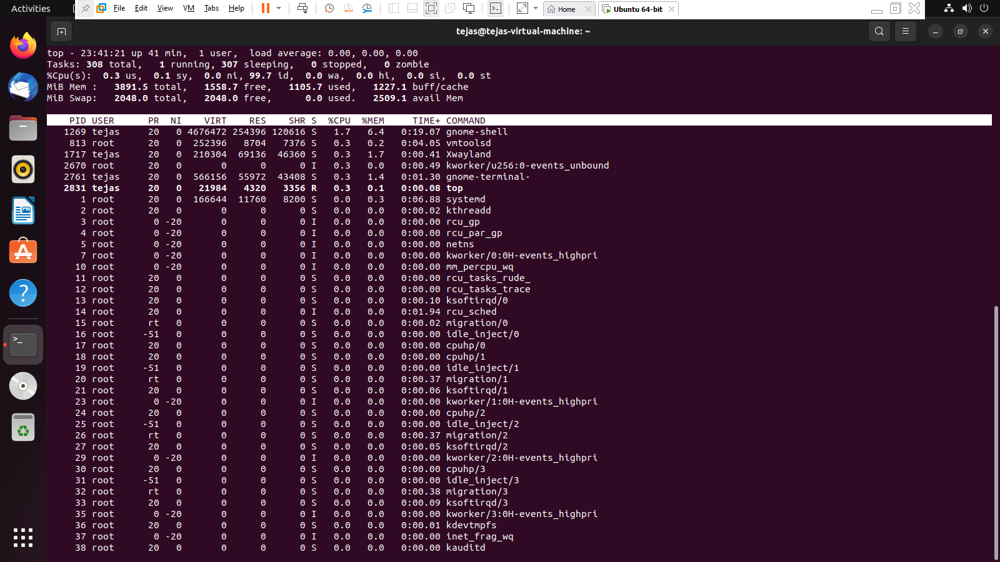 Activities
File Edit View VM Tabs Help
Home
Ubuntu 64-bit
tejas@tejas-virtual-machine: ~
top - 23:41:21 up 41 min,  1 user,  load average: 0.00, 0.00, 0.00
Tasks: 308 total,   1 running, 307 sleeping,   0 stopped,   0 zombie
%Cpu(s):  0.3 us,  0.1 sy,  0.0 ni, 99.7 id,  0.0 wa,  0.0 hi,  0.0 si,  0.0 st
MiB Mem :   3891.5 total,   1558.7 free,   1105.7 used,   1227.1 buff/cache
MiB Swap:   2048.0 total,   2048.0 free,      0.0 used.   2509.1 avail Mem
PID USER      PR  NI    VIRT    RES    SHR S  %CPU  %MEM     TIME+ COMMAND
1269 tejas     20   0 4676472 254396 120616 S   1.7   6.4   0:19.07 gnome-shell
813 root      20   0  252396   8704   7376 S   0.3   0.2   0:04.05 vmtoolsd
1717 tejas     20   0  210304  69136  46360 S   0.3   1.7   0:00.41 Xwayland
2670 root      20   0       0      0      0 I   0.3   0.0   0:00.49 kworker/u256:0-events_unbound
2761 tejas     20   0  566156  55972  43408 S   0.3   1.4   0:01.30 gnome-terminal-
2831 tejas     20   0   21984   4320   3356 R   0.3   0.1   0:00.08 top
1 root      20   0  166644  11760   8200 S   0.0   0.3   0:06.88 systemd
2 root      20   0       0      0      0 S   0.0   0.0   0:00.02 kthreadd
3 root       0 -20       0      0      0 I   0.0   0.0   0:00.00 rcu_gp
4 root       0 -20       0      0      0 I   0.0   0.0   0:00.00 rcu_par_gp
5 root       0 -20       0      0      0 I   0.0   0.0   0:00.00 netns
7 root       0 -20       0      0      0 I   0.0   0.0   0:00.00 kworker/0:0H-events_highpri
10 root       0 -20       0      0      0 I   0.0   0.0   0:00.00 mm_percpu_wq
11 root      20   0       0      0      0 S   0.0   0.0   0:00.00 rcu_tasks_rude_
12 root      20   0       0      0      0 S   0.0   0.0   0:00.00 rcu_tasks_trace
13 root      20   0       0      0      0 S   0.0   0.0   0:00.10 ksoftirqd/0
14 root      20   0       0      0      0 I   0.0   0.0   0:01.94 rcu_sched
15 root      rt   0       0      0      0 S   0.0   0.0   0:00.02 migration/0
16 root     -51   0       0      0      0 S   0.0   0.0   0:00.00 idle_inject/0
17 root      20   0       0      0      0 S   0.0   0.0   0:00.00 cpuhp/0
18 root      20   0       0      0      0 S   0.0   0.0   0:00.00 cpuhp/1
19 root     -51   0       0      0      0 S   0.0   0.0   0:00.00 idle_inject/1
20 root      rt   0       0      0      0 S   0.0   0.0   0:00.37 migration/1
21 root      20   0       0      0      0 S   0.0   0.0   0:00.06 ksoftirqd/1
23 root       0 -20       0      0      0 I   0.0   0.0   0:00.00 kworker/1:0H-events_highpri
24 root      20   0       0      0      0 S   0.0   0.0   0:00.00 cpuhp/2
25 root     -51   0       0      0      0 S   0.0   0.0   0:00.00 idle_inject/2
26 root      rt   0       0      0      0 S   0.0   0.0   0:00.37 migration/2
27 root      20   0       0      0      0 S   0.0   0.0   0:00.05 ksoftirqd/2
29 root       0 -20       0      0      0 I   0.0   0.0   0:00.00 kworker/2:0H-events_highpri
30 root      20   0       0      0      0 S   0.0   0.0   0:00.00 cpuhp/3
31 root     -51   0       0      0      0 S   0.0   0.0   0:00.00 idle_inject/3
32 root      rt   0       0      0      0 S   0.0   0.0   0:00.38 migration/3
33 root      20   0       0      0      0 S   0.0   0.0   0:00.09 ksoftirqd/3
35 root       0 -20       0      0      0 I   0.0   0.0   0:00.00 kworker/3:0H-events_highpri
36 root      20   0       0      0      0 S   0.0   0.0   0:00.01 kdevtmpfs
37 root       0 -20       0      0      0 I   0.0   0.0   0:00.00 inet_frag_wq
38 root      20   0       0      0      0 S   0.0   0.0   0:00.00 kauditd